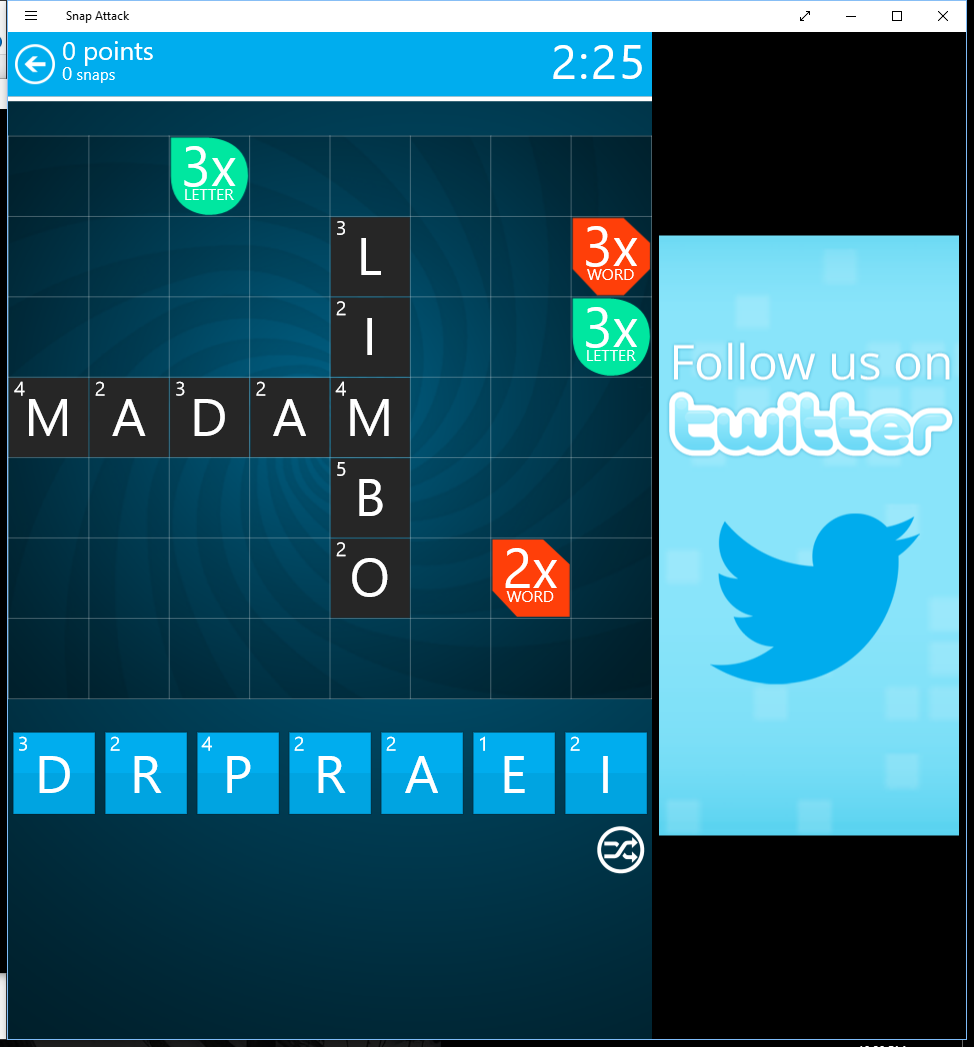 Snap Attack
0 points
0 snaps
2:25
3x
LETTER
3
L
3x
WORD
2
I
3x
LETTER
4
M
2
A
3
D
2
A
4
M
5
B
2
O
2x
WORD
3
D
2
R
4
P
2
R
2
A
1
E
2
I
Follow us on
twitter